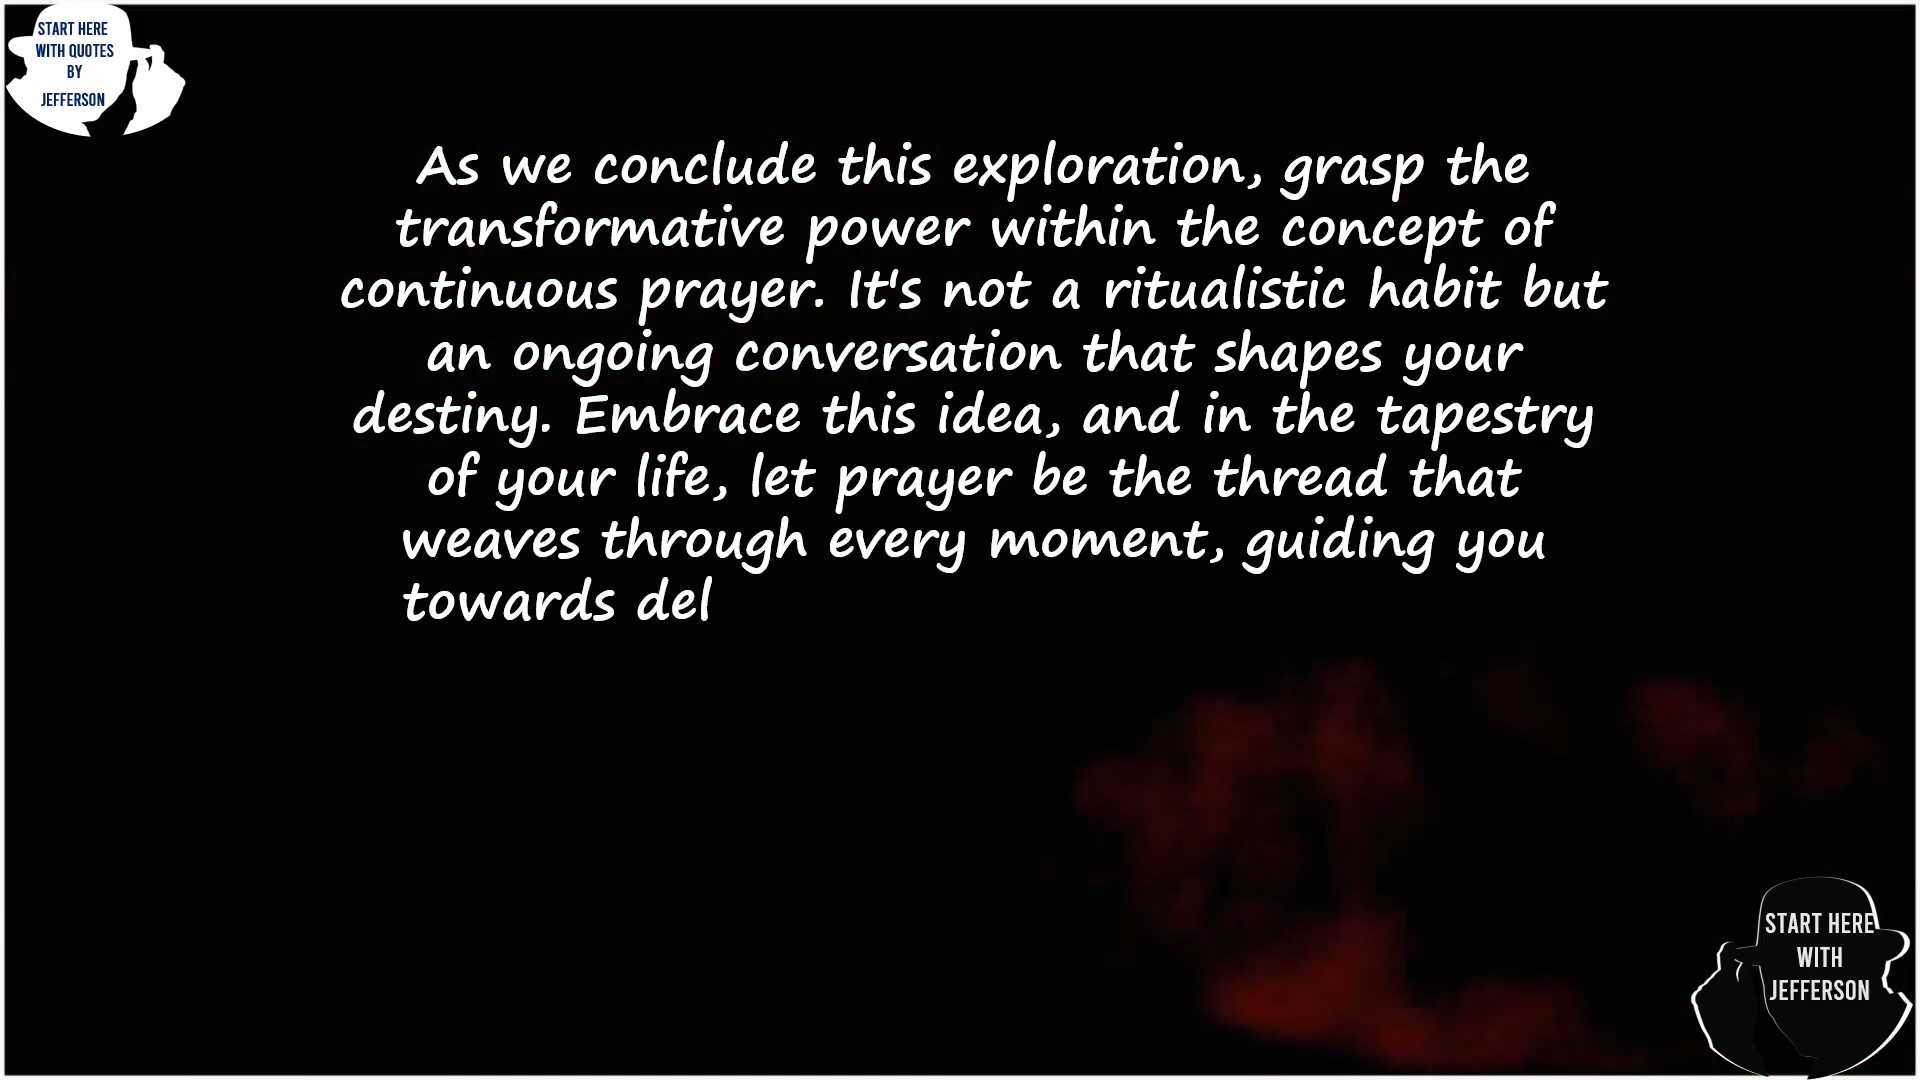 START HERE
WITH QUOTES
BY
JEFFERSON
As we conclude this exploration, grasp the
transformative power within the concept of
continuous prayer. It's not a ritualistic habit but
an ongoing conversation that shapes your
destiny. Embrace this idea, and in the tapestry
of your life, let prayer be the thread that
weaves through every moment, guiding you
towards del
START HERE
WITH
JEFFERSON